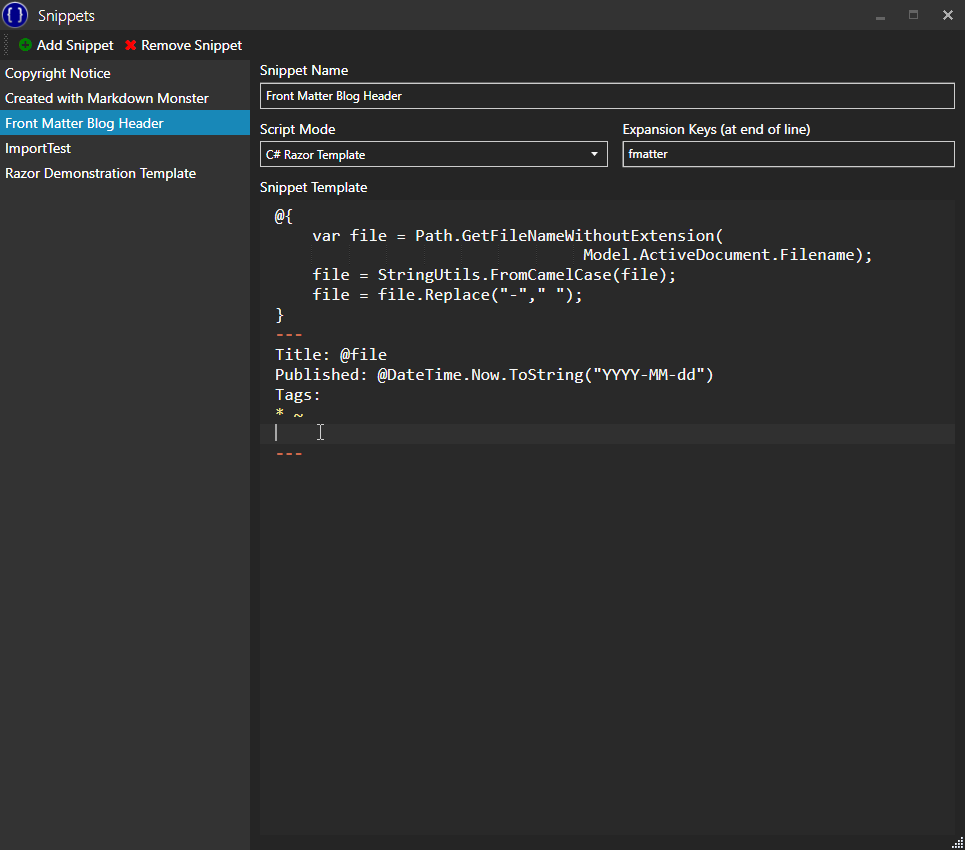 { } Snippets
Add Snippet Remove Snippet
Copyright Notice
Created with Markdown Monster
Front Matter Blog Header
ImportTest
Razor Demonstration Template
Snippet Name
Front Matter Blog Header
Script Mode
C# Razor Template
Expansion Keys (at end of line)
fmatter
Snippet Template
@{
    var file = Path.GetFileNameWithoutExtension(
                                 Model.ActiveDocument.Filename);
    file = StringUtils.FromCamelCase(file);
    file = file.Replace("-"," ");
}
---
Title: @file
Published: @DateTime.Now.ToString("YYYY-MM-dd")
Tags:
* ~
---